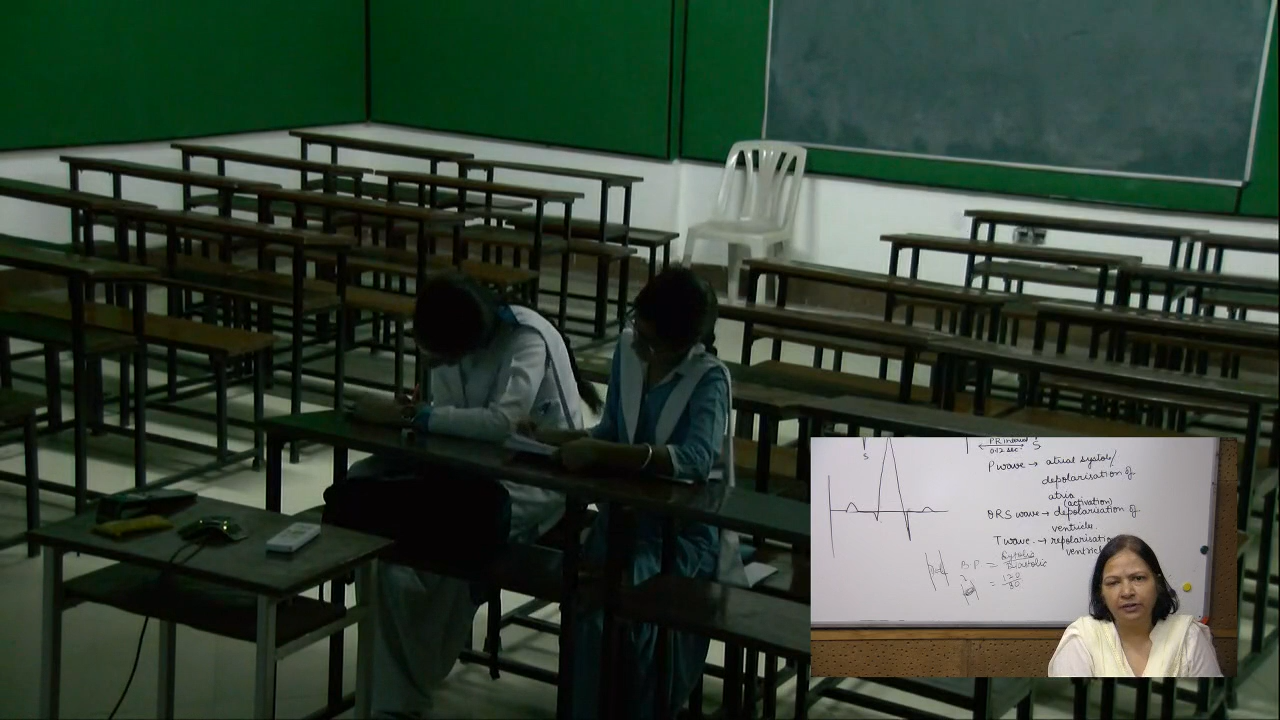 S
PR interval
0.12 sec
S
P wave → atrial systole/
depolarisation of
atria
(activation)
QRS wave → depolarisation of
ventricle.
T wave. → repolarisation
ventricle
BP = Systolic
Diastolic
= 120
80